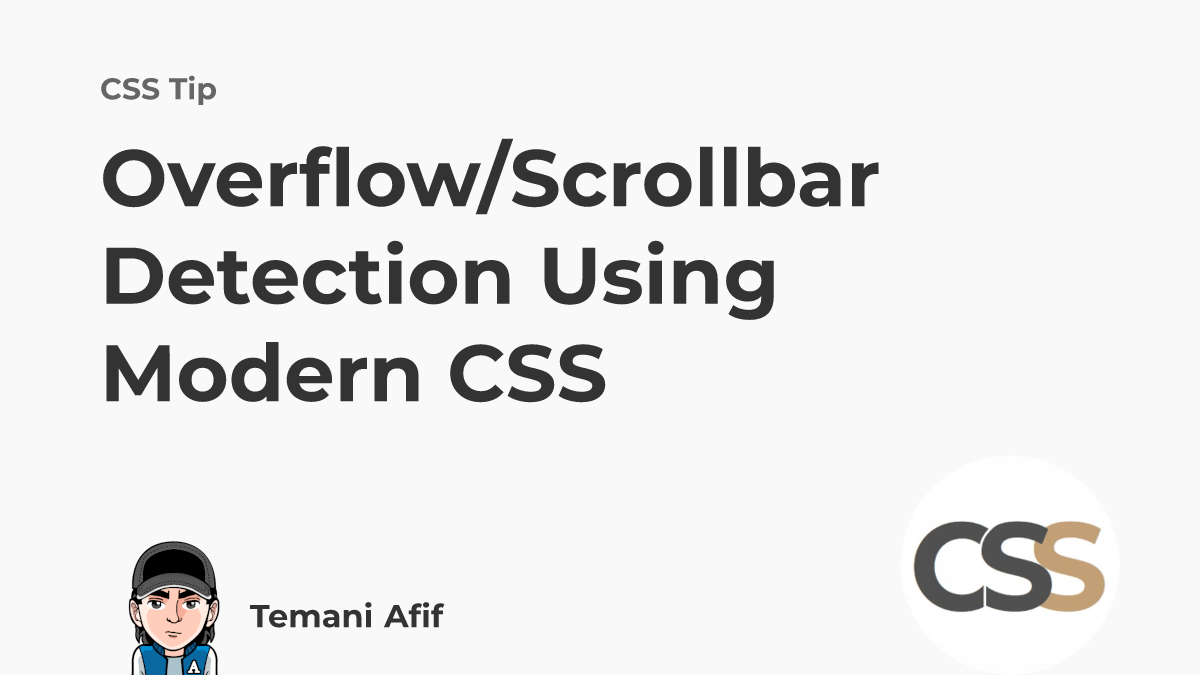 CSS Tip
Overflow/Scrollbar
Detection Using
Modern CSS
A
Temani Afif
CSS